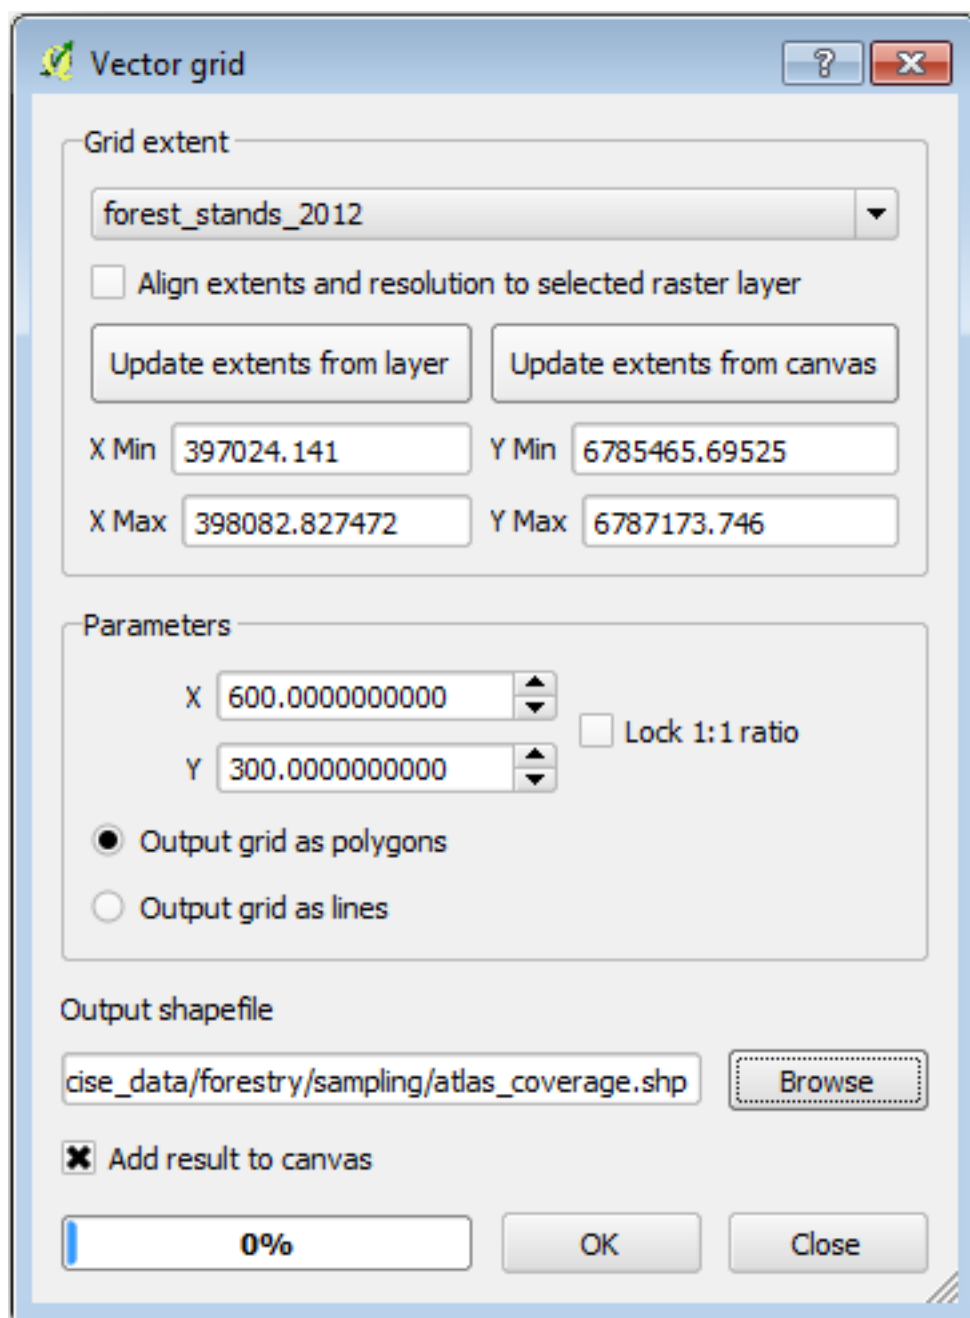 Vector grid
?
Grid extent
forest_stands_2012
Align extents and resolution to selected raster layer
Update extents from layer Update extents from canvas
X Min 397024.141 Y Min 6785465.69525
X Max 398082.827472 Y Max 6787173.746
Parameters
X 600.0000000000
Lock 1:1 ratio
Y 300.0000000000
Output grid as polygons
Output grid as lines
Output shapefile
cise_data/forestry/sampling/atlas_coverage.shp Browse
Add result to canvas
0% OK Close